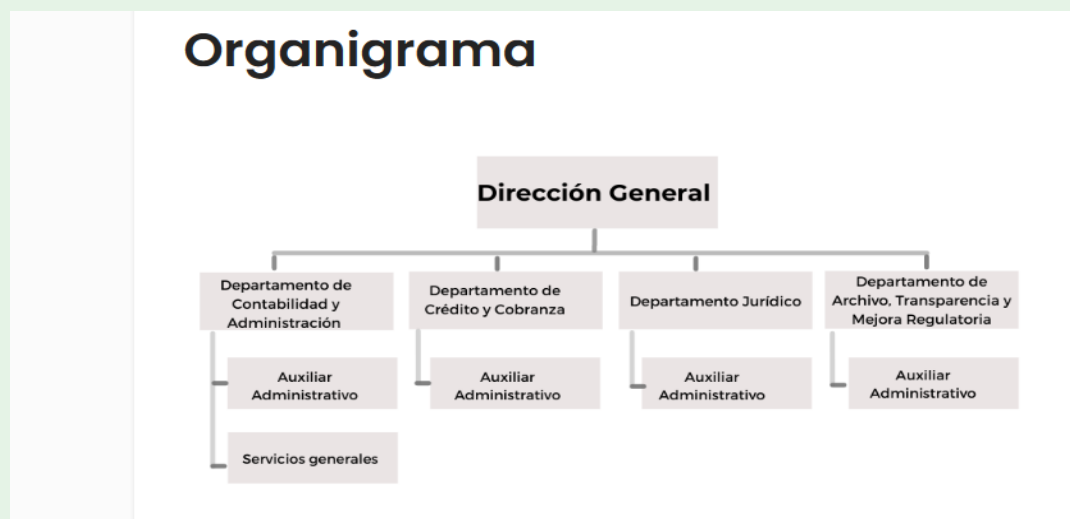 Organigrama
Dirección General
Departamento de
Contabilidad y
Administración
Departamento de
Crédito y Cobranza
Departamento Jurídico
Departamento de
Archivo, Transparencia y
Mejora Regulatoria
Auxiliar
Administrativo
Auxiliar
Administrativo
Auxiliar
Administrativo
Auxiliar
Administrativo
Servicios generales